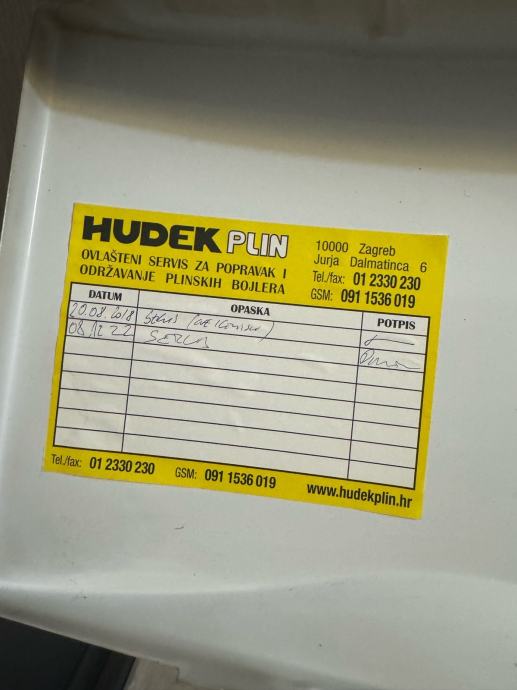 HUDEK PLIN
OVLAŠTENI SERVIS ZA POPRAVAK I
ODRŽAVANJE PLINSKIH BOJLERA
10000 Zagreb
Jurja Dalmatinca 6
Tel./fax: 01 2330 230
GSM: 091 1536 019
DATUM OPASKA POTPIS
20.08.2018
08.12.22 SERVIS
Tel./fax: 01 2330 230 GSM: 091 1536 019 www.hudekplin.hr